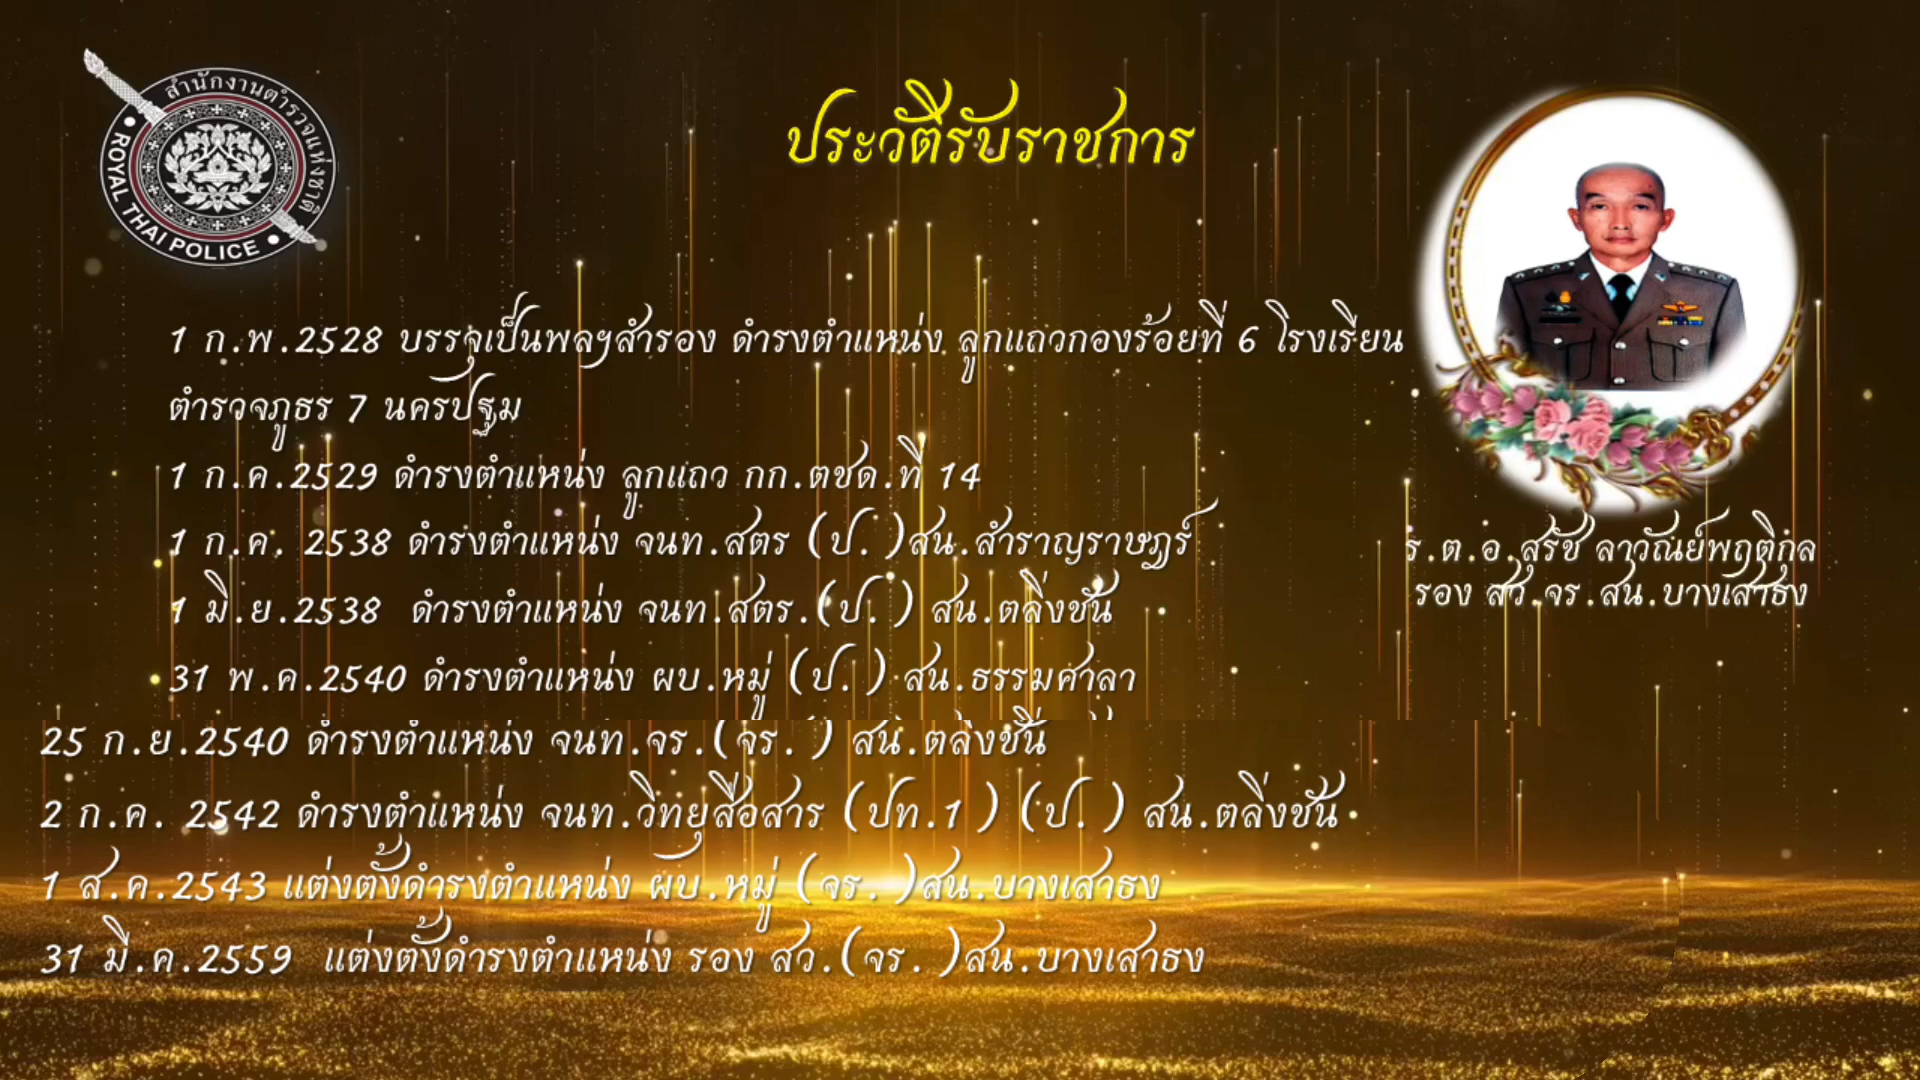 สำนักงานตำรวจแห่งชาติ
ROYAL THAI POLICE
ประวัติรับราชการ
1 ก.พ.2528 บรรจุเป็นพลฯสำรอง ดำรงตำแหน่ง ลูกแถวกองร้อยที่ 6 โรงเรียน
ตำรวจภูธร 7 นครปฐม
1 ก.ค.2529 ดำรงตำแหน่ง ลูกแถว กก.ตชด.ที่ 14
1 ก.ค. 2538 ดำรงตำแหน่ง จนท.สตร (ป. )สน.สำราญราษฎร์
1 มิ.ย.2538 ดำรงตำแหน่ง จนท.สตร.(ป. ) สน.ตลิ่งชัน
31 พ.ค.2540 ดำรงตำแหน่ง ผบ.หมู่ (ป. ) สน.ธรรมศาลา
25 ก.ย.2540 ดำรงตำแหน่ง จนท.จร.(จร. ) สน.ตลิ่งชัน
2 ก.ค. 2542 ดำรงตำแหน่ง จนท.วิทยุสื่อสาร (ปท.1 ) (ป. ) สน.ตลิ่งชัน
1 ส.ค.2543 แต่งตั้งดำรงตำแหน่ง ผบ.หมู่ (จร. )สน.บางเสาธง
31 มี.ค.2559 แต่งตั้งดำรงตำแหน่ง รอง สว.(จร. )สน.บางเสาธง
ร.ต.อ.สุรัช ลาวัณย์พฤติกุล
รอง สว.จร.สน.บางเสาธง